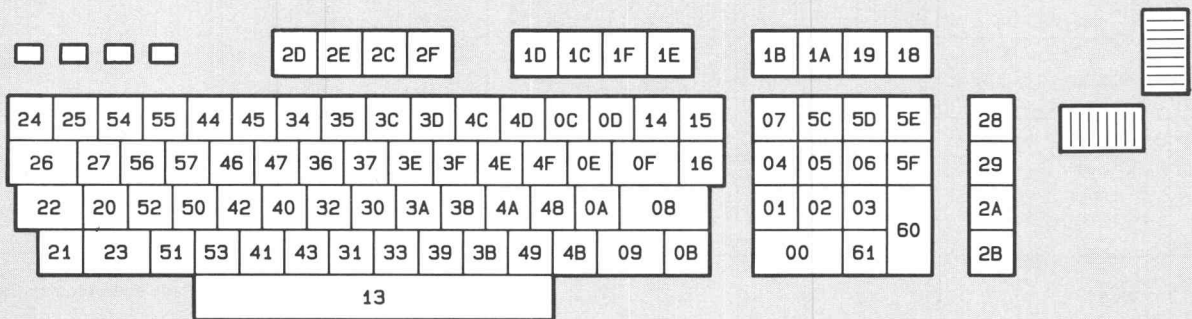 2D 2E 2C 2F 1D 1C 1F 1E 1B 1A 19 18
24 25 54 55 44 45 34 35 3C 3D 4C 4D 0C 0D 14 15 07 5C 5D 5E 28
26 27 56 57 46 47 36 37 3E 3F 4E 4F 0E 0F 16 04 05 06 5F 29
22 20 52 50 42 40 32 30 3A 38 4A 48 0A 08 01 02 03 2A
60
21 23 51 53 41 43 31 33 39 3B 49 4B 09 0B 00 61 2B
13